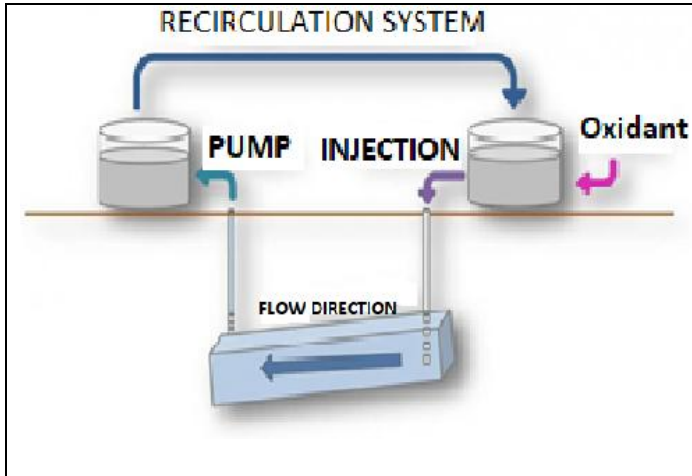 RECIRCULATION SYSTEM
PUMP
INJECTION
Oxidant
FLOW DIRECTION